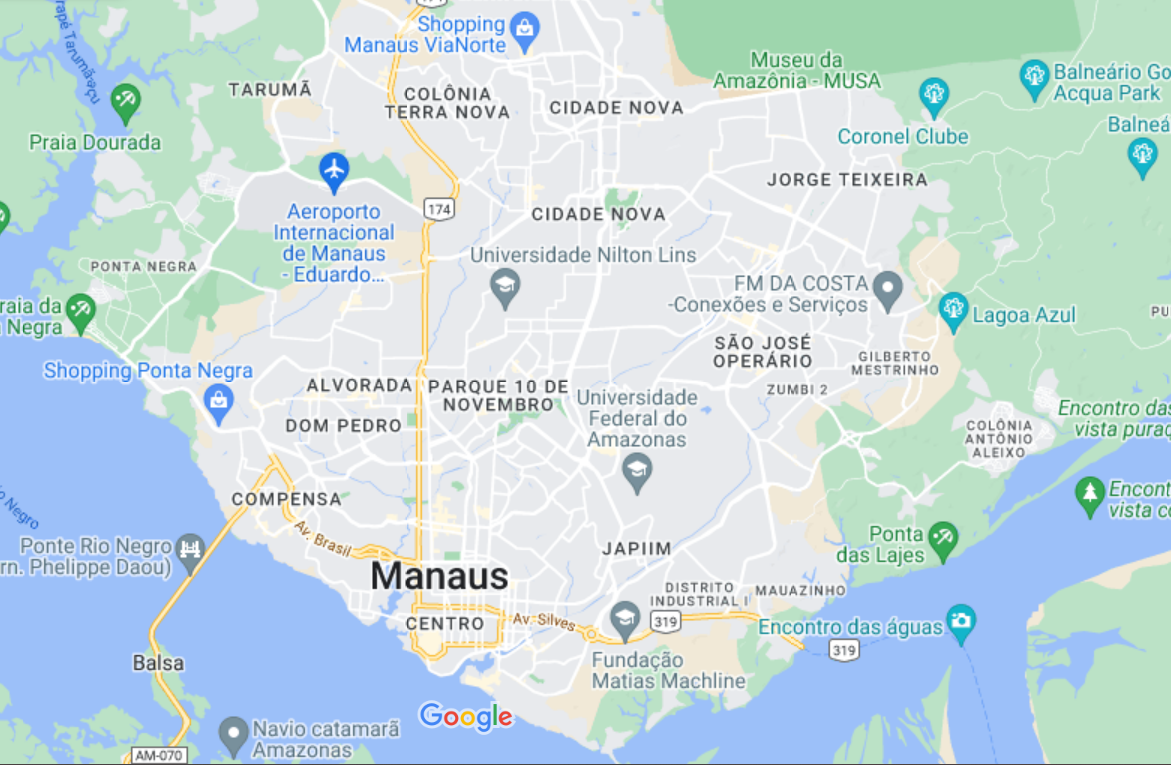 Shopping
Manaus ViaNorte
Museu da
Amazônia - MUSA
Balneário Go
Acqua Park
TARUMÃ
COLÔNIA
TERRA NOVA
CIDADE NOVA
Coronel Clube
Balneá
Praia Dourada
JORGE TEIXEIRA
174
CIDADE NOVA
Aeroporto
Internacional
de Manaus
- Eduardo...
Universidade Nilton Lins
PONTA NEGRA
FM DA COSTA
-Conexões e Serviços
raia da
Negra
Lagoa Azul
PU
SÃO JOSÉ
OPERÁRIO
GILBERTO
MESTRINHO
Shopping Ponta Negra
ALVORADA
PARQUE 10 DE
NOVEMBRO
ZUMBI 2
Universidade
Federal do
Amazonas
DOM PEDRO
Encontro das
vista puraq
COLÔNIA
ANTÔNIO
ALEIXO
COMPENSA
Encont
vista co
Negro
Av. Brasil
Ponte Rio Negro
rn. Phelippe Daou)
Ponta
das Lajes
JAPIIM
Manaus
DISTRITO
INDUSTRIAL I
MAUAZINHO
CENTRO
Av Silves
319
Encontro das águas
319
Balsa
Fundação
Matias Machline
Google
Navio catamarã
Amazonas
AM-070